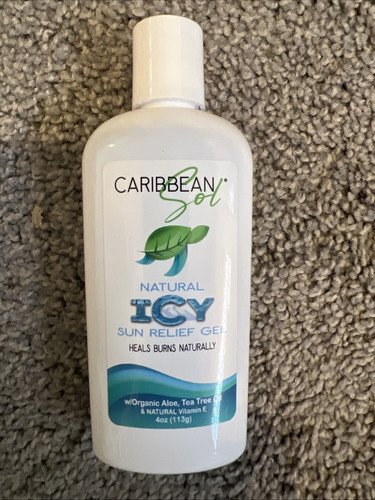 CARIBBEAN
Sol
NATURAL
ICY
SUN RELIEF GEL
HEALS BURNS NATURALLY
w/Organic Aloe, Tea Tree Oil
& NATURAL Vitamin E
4oz (113g)